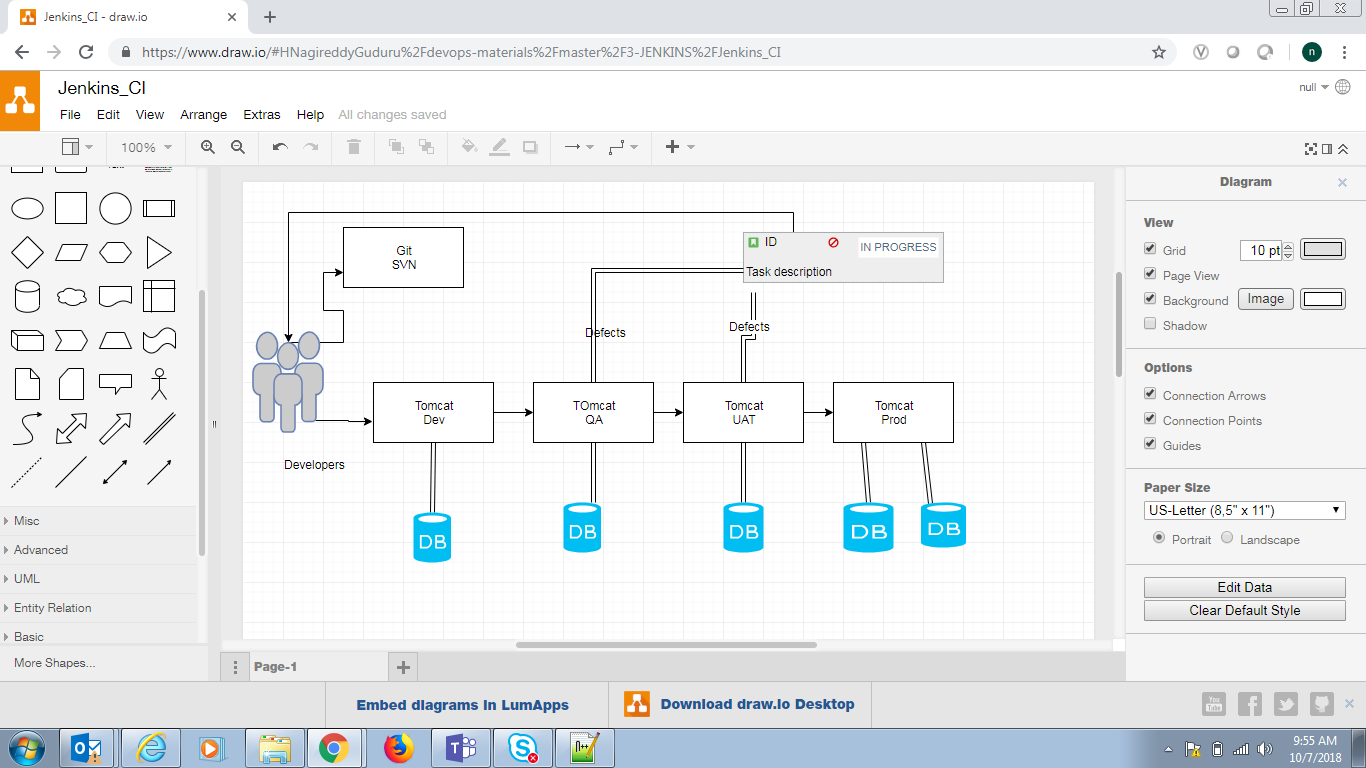 Jenkins_CI - draw.io
https://www.draw.io/#HNagireddyGuduru%2Fdevops-materials%2Fmaster%2F3-JENKINS%2FJenkins_CI
n
Jenkins_CI
null
File Edit View Arrange Extras Help All changes saved
100%
Diagram
View
Grid 10 pt
Page View
Background Image
Shadow
Options
Connection Arrows
Connection Points
Guides
Paper Size
US-Letter (8,5" x 11")
Portrait Landscape
Edit Data
Clear Default Style
Git
SVN
ID
IN PROGRESS
Task description
Defects
Defects
Tomcat
Dev
TOmcat
QA
Tomcat
UAT
Tomcat
Prod
Developers
DB
DB
DB
DB
DB
Misc
Advanced
UML
Entity Relation
Basic
More Shapes...
Page-1
Embed diagrams in LumApps
Download draw.io Desktop
You
Tube
9:55 AM
10/7/2018